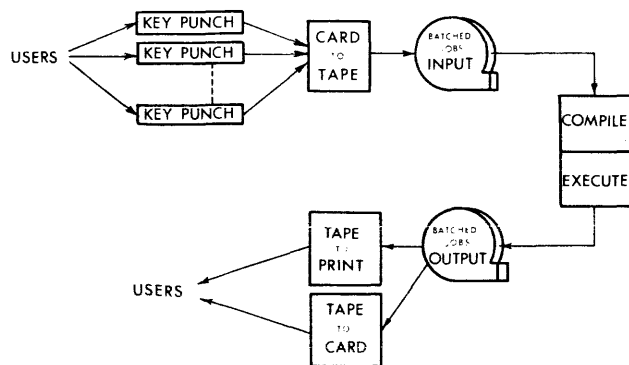 KEY PUNCH
USERS
KEY PUNCH
KEY PUNCH
CARD
TO
TAPE
BATCHED
JOBS
INPUT
COMPILE
EXECUTE
TAPE
TO
PRINT
BATCHED
JOBS
OUTPUT
USERS
TAPE
TO
CARD